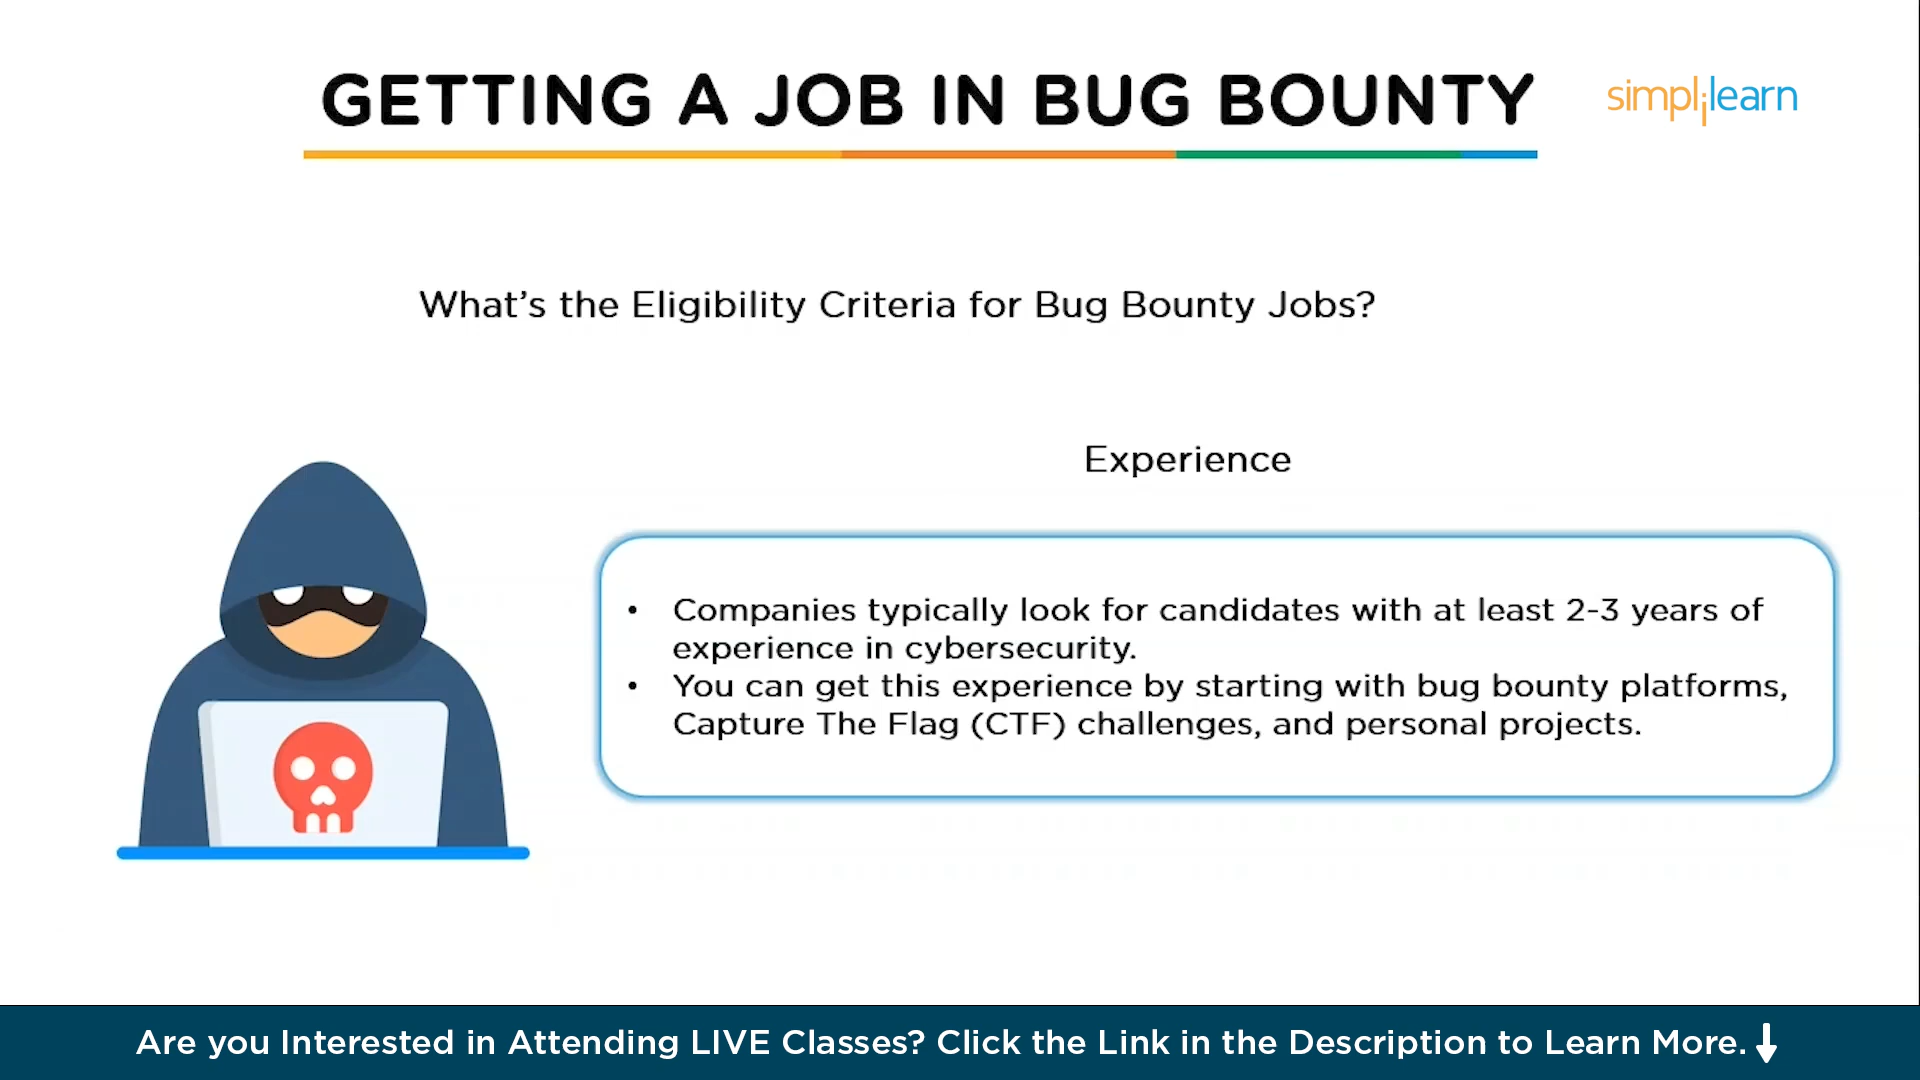 GETTING A JOB IN BUG BOUNTY
simplilearn
What's the Eligibility Criteria for Bug Bounty Jobs?
Experience
• Companies typically look for candidates with at least 2-3 years of
experience in cybersecurity.
• You can get this experience by starting with bug bounty platforms,
Capture The Flag (CTF) challenges, and personal projects.
Are you Interested in Attending LIVE Classes? Click the Link in the Description to Learn More.